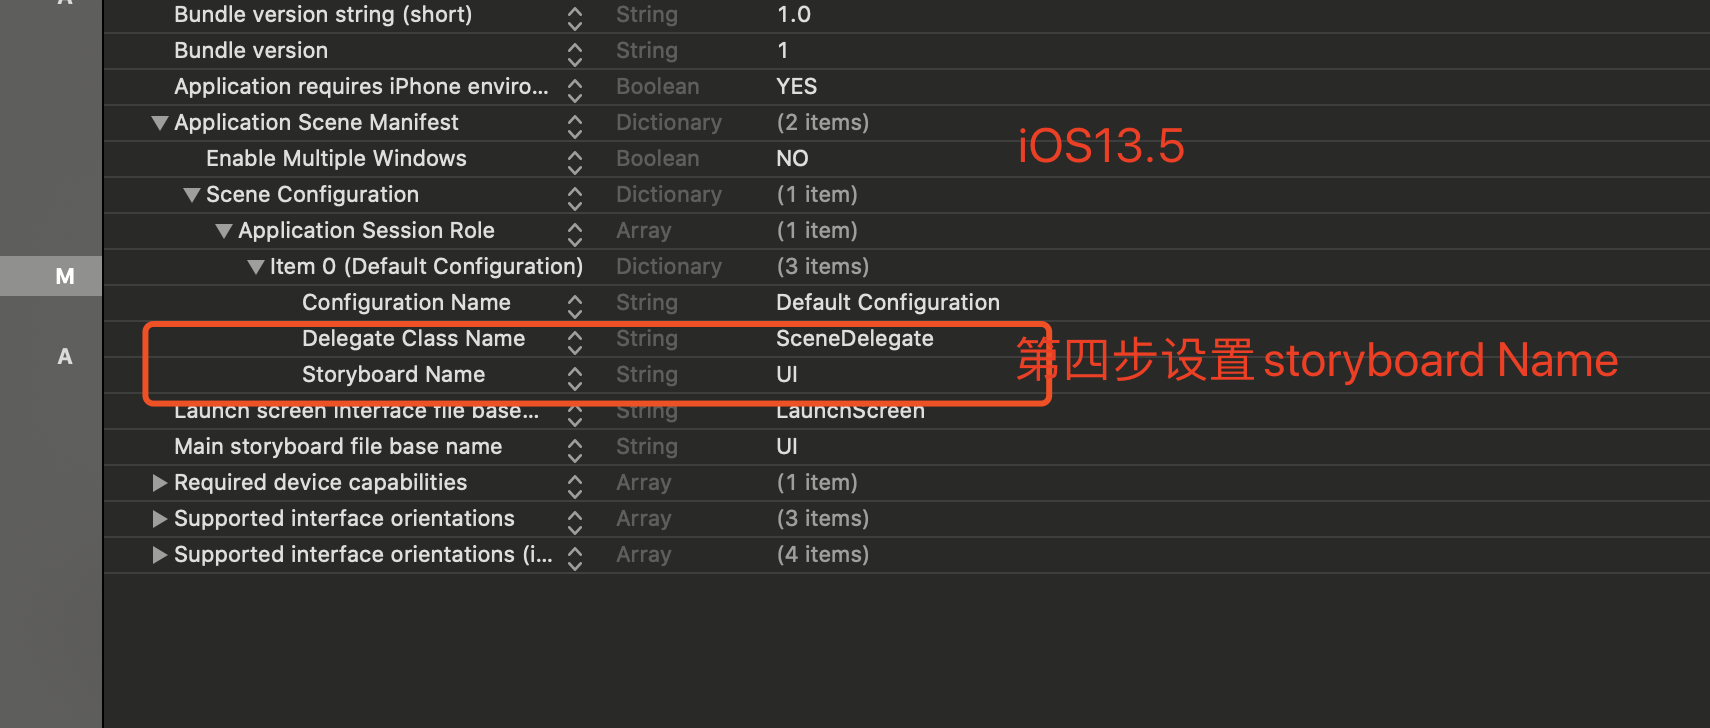 A
Bundle version string (short) String 1.0
Bundle version String 1
Application requires iPhone enviro... Boolean YES
Application Scene Manifest Dictionary (2 items)
iOS13.5
Enable Multiple Windows Boolean NO
Scene Configuration Dictionary (1 item)
Application Session Role Array (1 item)
M
Item 0 (Default Configuration) Dictionary (3 items)
Configuration Name String Default Configuration
Delegate Class Name String SceneDelegate
第四步设置storyboard Name
A
Storyboard Name String UI
Launch screen interface file base... String LaunchScreen
Main storyboard file base name String UI
Required device capabilities Array (1 item)
Supported interface orientations Array (3 items)
Supported interface orientations (i... Array (4 items)